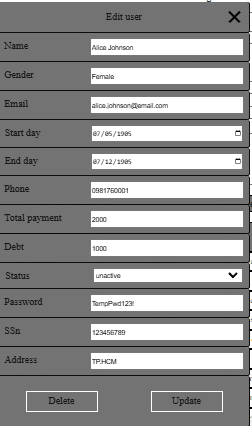 Edit user
Name Alice Johnson
Gender Female
Email alice.johnson@email.com
Start day 07/05/1905
End day 07/12/1905
Phone 0981760001
Total payment 2000
Debt 1000
Status unactive
Password TempPwd123!
SSn 123456789
Address TP.HCM
Delete Update